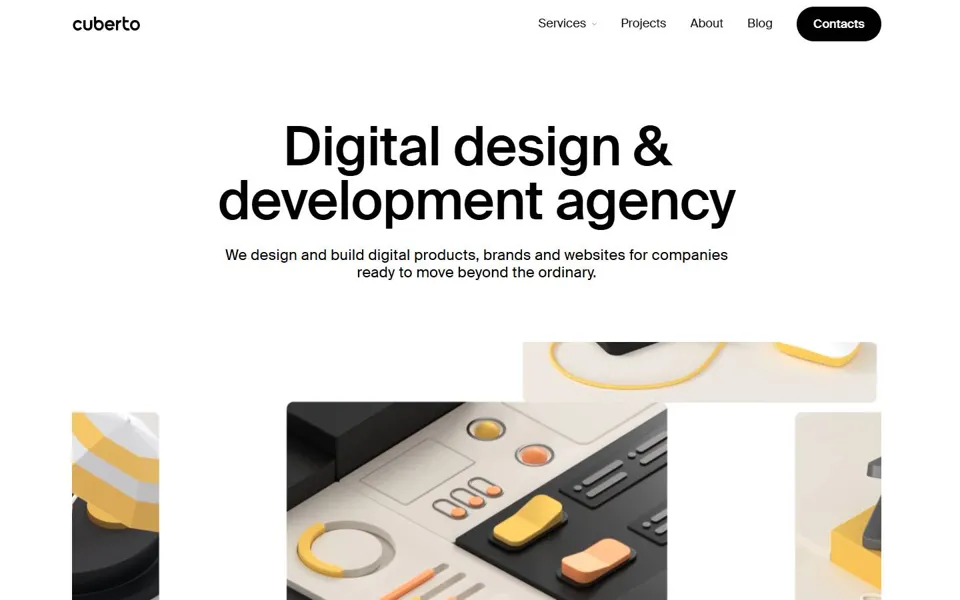 cuberto
Services
Projects
About
Blog
Contacts
Digital design &
development agency
We design and build digital products, brands and websites for companies
ready to move beyond the ordinary.